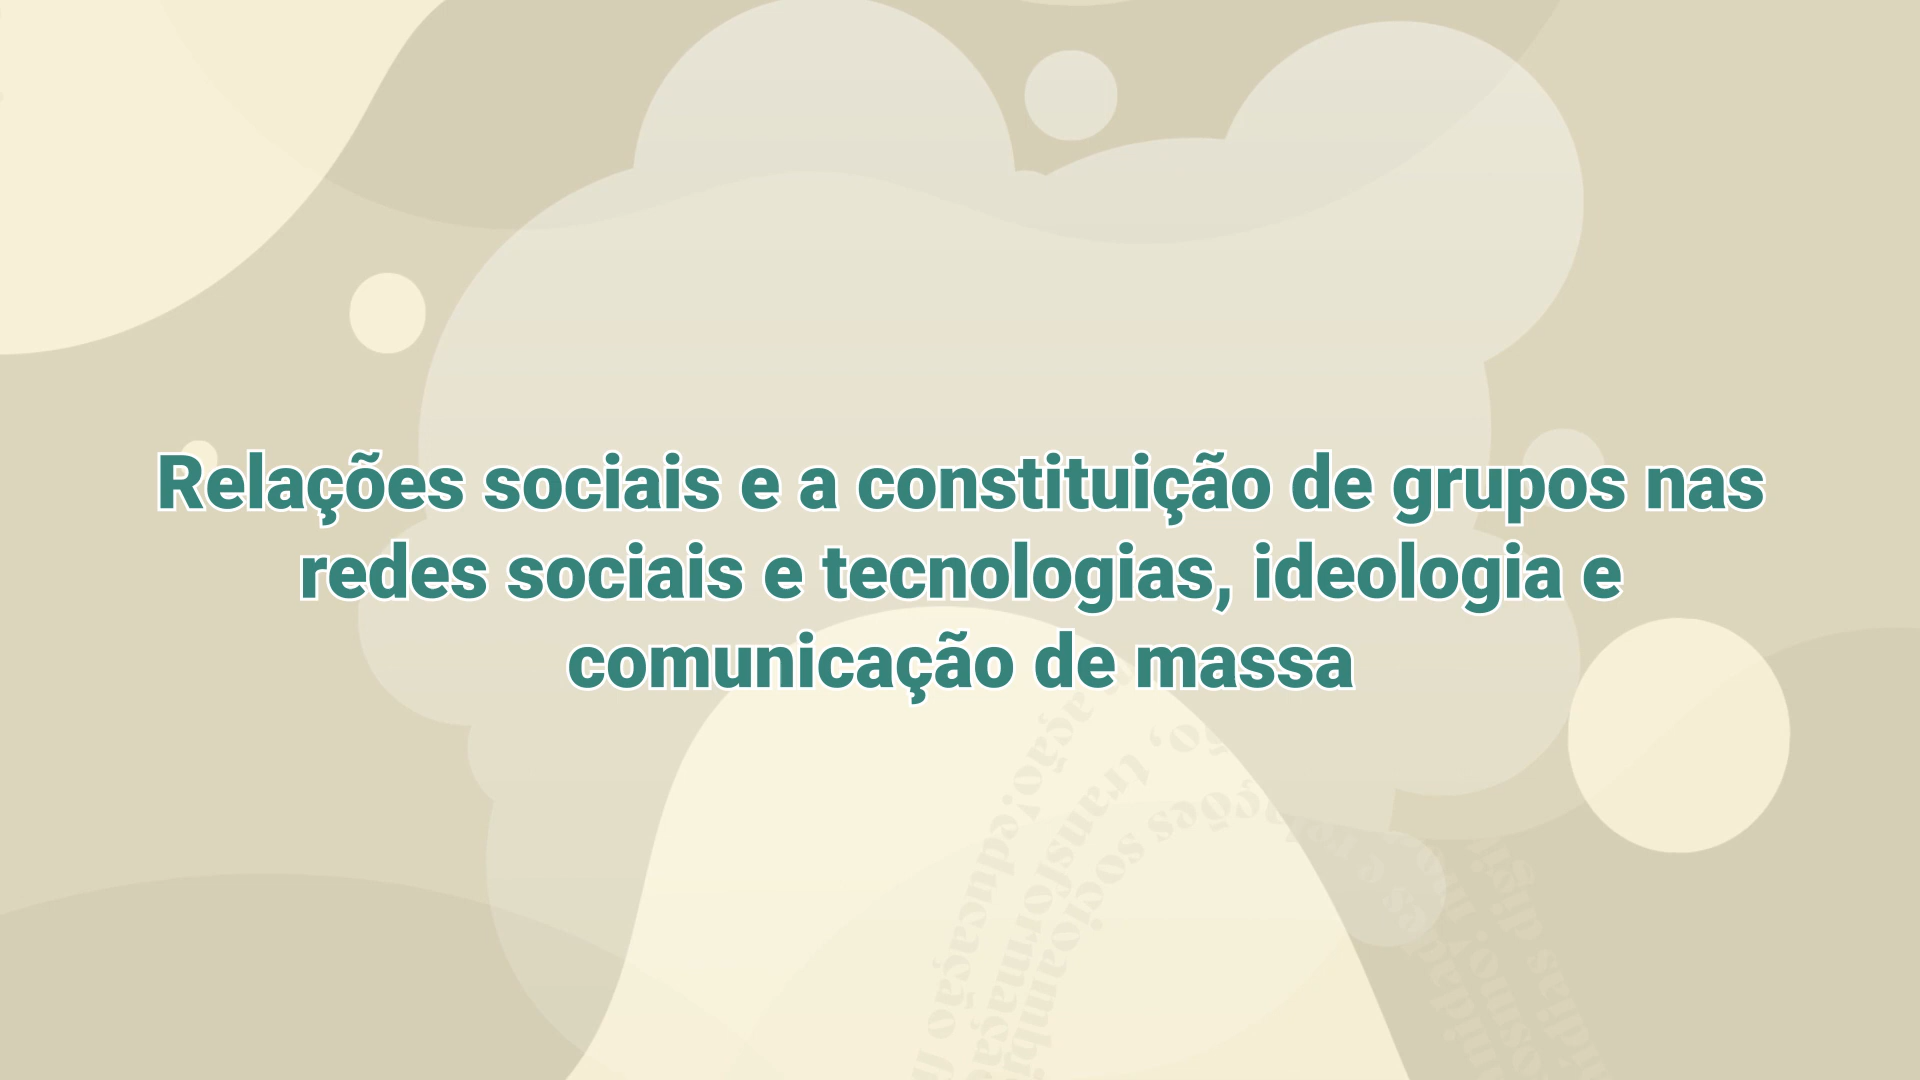 Relações sociais e a constituição de grupos nas
redes sociais e tecnologias, ideologia e
comunicação de massa